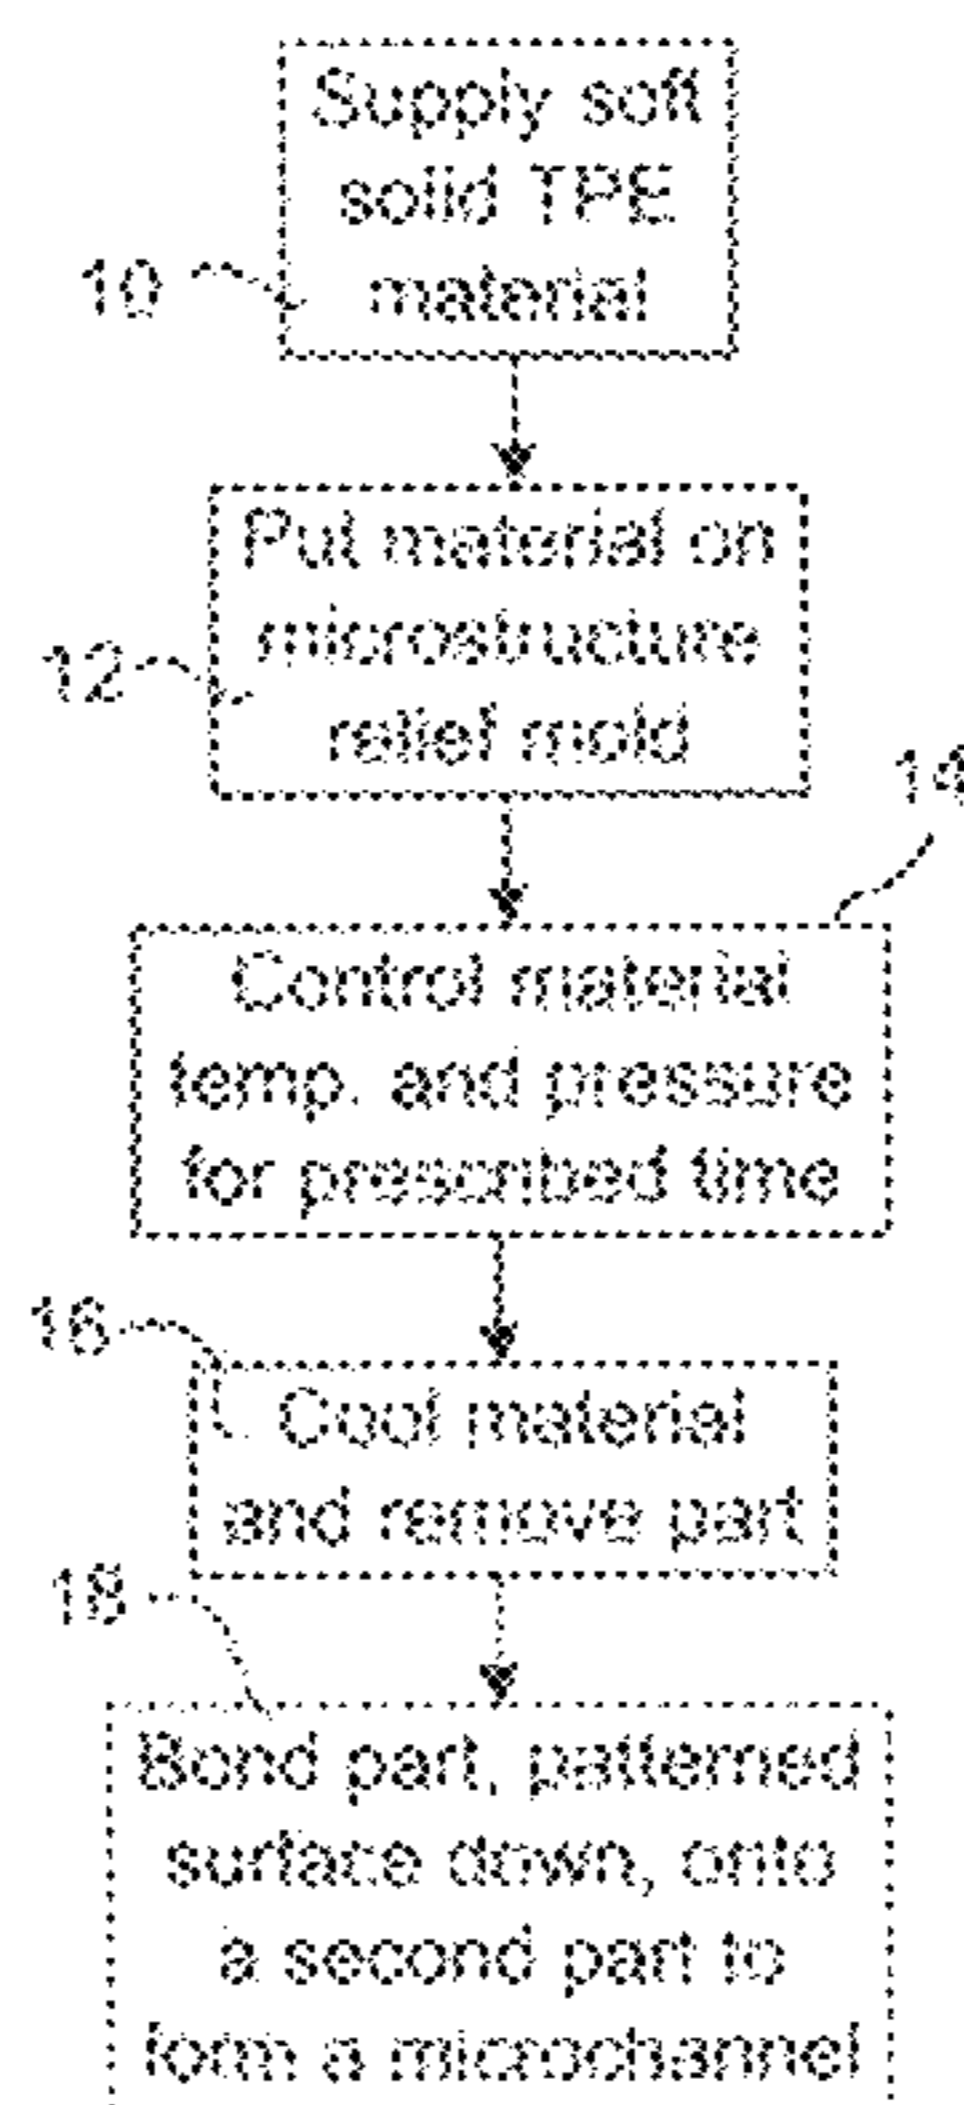 Supply soft
solid TPE
10
material
Put material on
microstructure
12
relief mold
14
Control material
temp. and pressure
for prescribed time
16
Cool material
and remove part
18
Bond part, patterned
surface down, onto
a second part to
form a microchannel